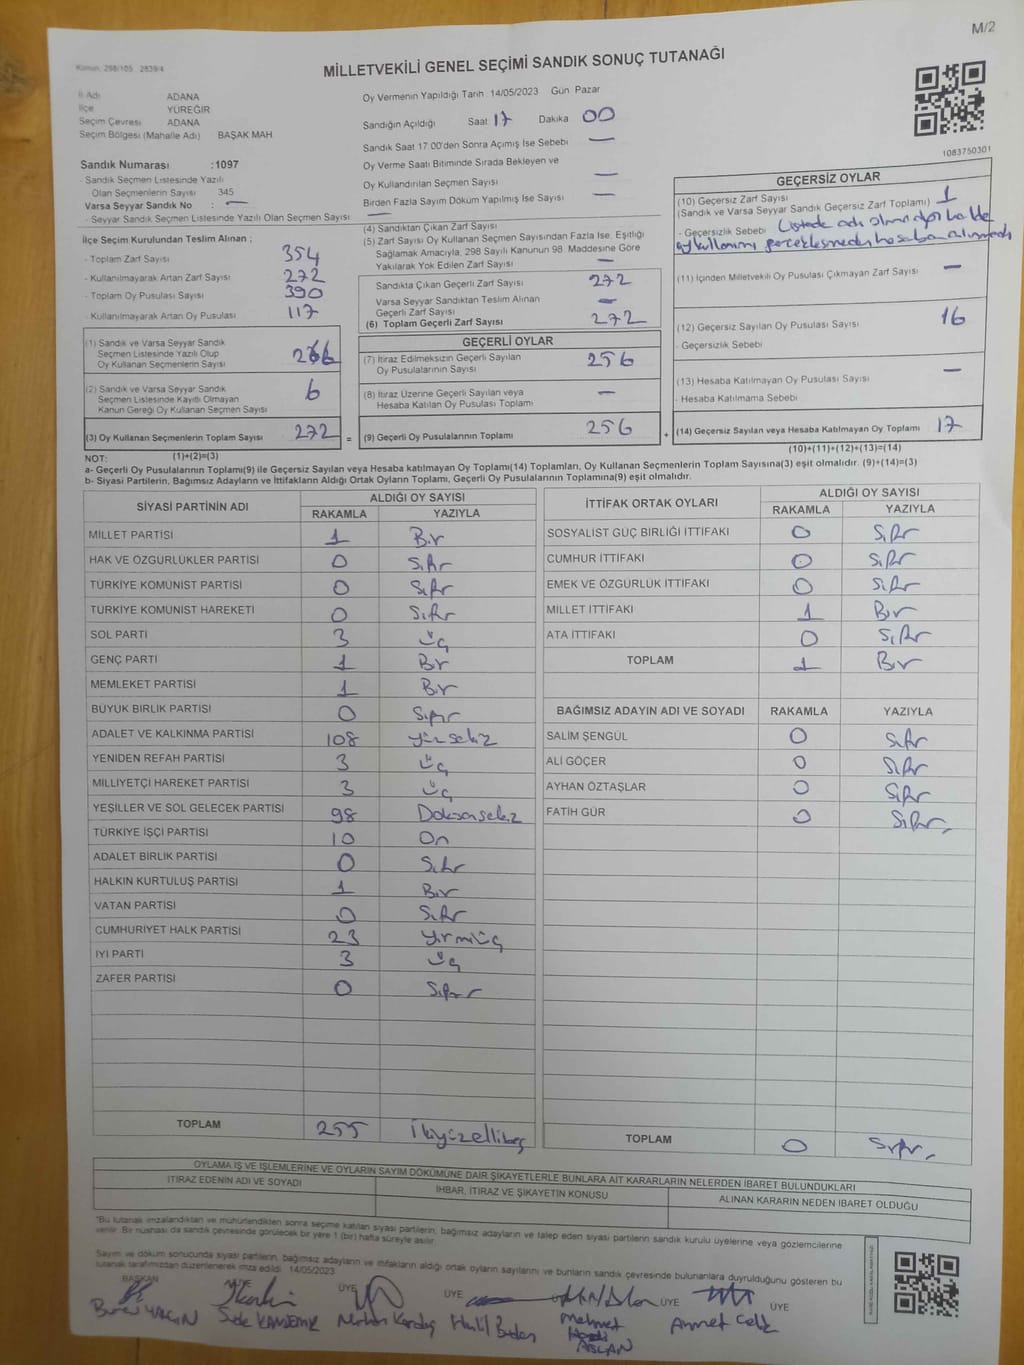 M/2
Kanun: 298/105 2839/4
MİLLETVEKİLİ GENEL SEÇİMİ SANDIK SONUÇ TUTANAĞI
İl Adı ADANA
İlçe YÜREĞİR
Seçim Çevresi ADANA
Seçim Bölgesi (Mahalle Adı) BAŞAK MAH.
Sandık Numarası :1097
- Sandık Seçmen Listesinde Yazılı
Olan Seçmenlerin Sayısı 345
Varsa Seyyar Sandık No : —
- Seyyar Sandık Seçmen Listesinde Yazılı Olan Seçmen Sayısı —
Oy Vermenin Yapıldığı Tarih 14/05/2023 Gün Pazar
Sandığın Açıldığı Saat 17 Dakika 00
Sandık Saat 17:00'den Sonra Açımış İse Sebebi —
Oy Verme Saati Bitiminde Sırada Bekleyen ve
Oy Kullandırılan Seçmen Sayısı —
Birden Fazla Sayım Döküm Yapılmış İse Sayısı —
1083750301
İlçe Seçim Kurulundan Teslim Alınan ;
- Toplam Zarf Sayısı 354
- Kullanılmayarak Artan Zarf Sayısı 272
- Toplam Oy Pusulası Sayısı 390
- Kullanılmayarak Artan Oy Pusulası 117
(1) Sandık ve Varsa Seyyar Sandık
Seçmen Listesinde Yazılı Olup
Oy Kullanan Seçmenlerin Sayısı 266
(2) Sandık ve Varsa Seyyar Sandık
Seçmen Listesinde Kayıtlı Olmayan
Kanun Gereği Oy Kullanan Seçmen Sayısı 6
(3) Oy Kullanan Seçmenlerin Toplam Sayısı 272 =
(1)+(2)=(3)
(4) Sandıktan Çıkan Zarf Sayısı
(5) Zarf Sayısı Oy Kullanan Seçmen Sayısından Fazla İse, Eşitliği
Sağlamak Amacıyla, 298 Sayılı Kanunun 98. Maddesine Göre
Yakılarak Yok Edilen Zarf Sayısı —
Sandıkta Çıkan Geçerli Zarf Sayısı 272
Varsa Seyyar Sandıktan Teslim Alınan
Geçerli Zarf Sayısı —
(6) Toplam Geçerli Zarf Sayısı 272
GEÇERLİ OYLAR
(7) İtiraz Edilmeksizin Geçerli Sayılan
Oy Pusulalarının Sayısı 256
(8) İtiraz Üzerine Geçerli Sayılan veya
Hesaba Katılan Oy Pusulası Toplamı —
(9) Geçerli Oy Pusulalarının Toplamı 256 +
GEÇERSİZ OYLAR
(10) Geçersiz Zarf Sayısı 1
(Sandık ve Varsa Seyyar Sandık Geçersiz Zarf Toplamı)
- Geçersizlik Sebebi Listede adı olmadığı halde
oy kullanımı gerçekleşmedi hesaba alınmadı
(11) İçinden Milletvekili Oy Pusulası Çıkmayan Zarf Sayısı —
(12) Geçersiz Sayılan Oy Pusulası Sayısı 16
- Geçersizlik Sebebi
(13) Hesaba Katılmayan Oy Pusulası Sayısı —
- Hesaba Katılmama Sebebi
(14) Geçersiz Sayılan veya Hesaba Katılmayan Oy Toplamı 17
(10)+(11)+(12)+(13)=(14)
NOT:
a- Geçerli Oy Pusulalarının Toplamı(9) ile Geçersiz Sayılan veya Hesaba katılmayan Oy Toplamı(14) Toplamları, Oy Kullanan Seçmenlerin Toplam Sayısına(3) eşit olmalıdır. (9)+(14)=(3)
b- Siyasi Partilerin, Bağımsız Adayların ve İttifakların Aldığı Ortak Oyların Toplamı, Geçerli Oy Pusulalarının Toplamına(9) eşit olmalıdır.
SİYASİ PARTİNİN ADI ALDIĞI OY SAYISI
RAKAMLA YAZIYLA
MİLLET PARTİSİ 1 Bir
HAK VE ÖZGÜRLÜKLER PARTİSİ 0 Sıfır
TÜRKİYE KOMÜNİST PARTİSİ 0 Sıfır
TÜRKİYE KOMÜNİST HAREKETİ 0 Sıfır
SOL PARTİ 3 Üç
GENÇ PARTİ 1 Bir
MEMLEKET PARTİSİ 1 Bir
BÜYÜK BİRLİK PARTİSİ 0 Sıfır
ADALET VE KALKINMA PARTİSİ 108 Yüzsekiz
YENİDEN REFAH PARTİSİ 3 Üç
MİLLİYETÇİ HAREKET PARTİSİ 3 Üç
YEŞİLLER VE SOL GELECEK PARTİSİ 98 Doksansekiz
TÜRKİYE İŞÇİ PARTİSİ 10 On
ADALET BİRLİK PARTİSİ 0 Sıfır
HALKIN KURTULUŞ PARTİSİ 1 Bir
VATAN PARTİSİ 0 Sıfır
CUMHURİYET HALK PARTİSİ 23 Yirmiüç
İYİ PARTİ 3 Üç
ZAFER PARTİSİ 0 Sıfır
TOPLAM 255 İkiyüzellibeş
İTTİFAK ORTAK OYLARI ALDIĞI OY SAYISI
RAKAMLA YAZIYLA
SOSYALİST GÜÇ BİRLİĞİ İTTİFAKI 0 Sıfır
CUMHUR İTTİFAKI 0 Sıfır
EMEK VE ÖZGÜRLÜK İTTİFAKI 0 Sıfır
MİLLET İTTİFAKI 1 Bir
ATA İTTİFAKI 0 Sıfır
TOPLAM 1 Bir
BAĞIMSIZ ADAYIN ADI VE SOYADI RAKAMLA YAZIYLA
SALİM ŞENGÜL 0 Sıfır
ALİ GÖÇER 0 Sıfır
AYHAN ÖZTAŞLAR 0 Sıfır
FATİH GÜR 0 Sıfır
TOPLAM 0 Sıfır
OYLAMA İŞ VE İŞLEMLERİNE VE OYLARIN SAYIM DÖKÜMÜNE DAİR ŞİKAYETLERLE BUNLARA AİT KARARLARIN NELERDEN İBARET BULUNDUKLARI
İTİRAZ EDENİN ADI VE SOYADI İHBAR, İTİRAZ VE ŞİKAYETİN KONUSU ALINAN KARARIN NEDEN İBARET OLDUĞU
"Bu tutanak imzalandıktan ve mühürlendikten sonra seçime katılan siyasi partilerin, bağımsız adayların ve talep eden siyasi partilerin sandık kurulu üyelerine veya gözlemcilerine
verilir. Bir nüshası da sandık çevresinde görülecek bir yere 1 (bir) hafta süreyle asılır.
Sayım ve döküm sonucunda siyasi partilerin, bağımsız adayların ve ittifakların aldığı ortak oyların sayılarını ve bunların sandık çevresinde bulunanlara duyrulduğunu gösteren bu
tutanak tarafımızdan düzenlenerek imza edildi. 14/05/2023
BAŞKAN ÜYE ÜYE ÜYE ÜYE ÜYE
Mehmet
ASLAN
Ahmet Çelik